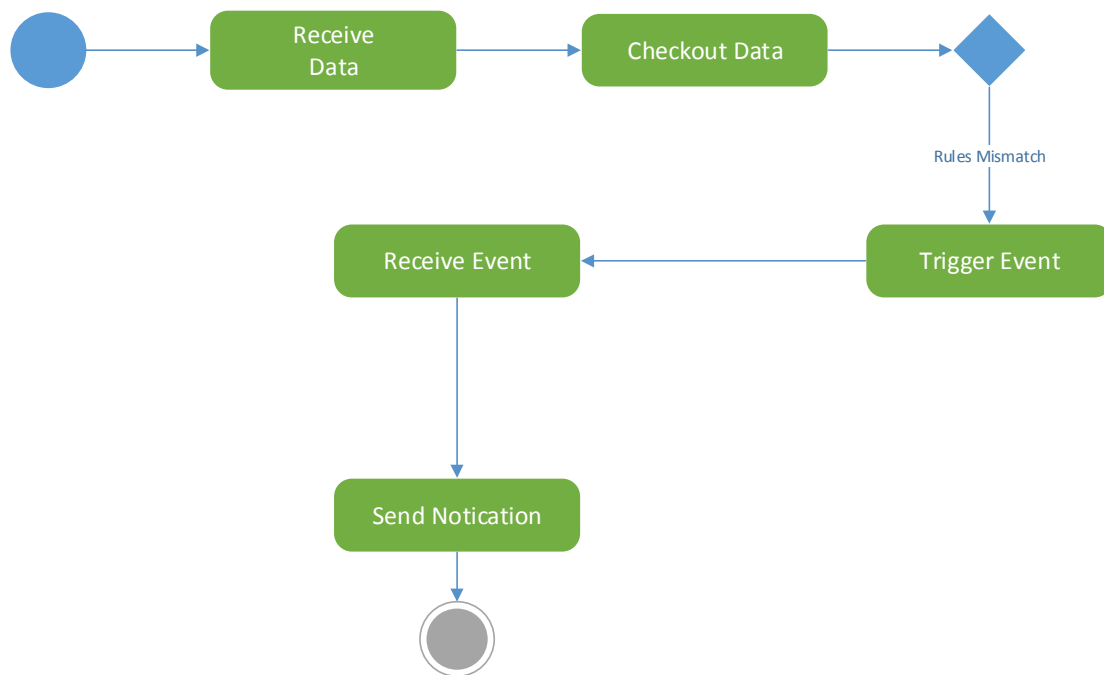 Receive
Data
Checkout Data
Rules Mismatch
Receive Event
Trigger Event
Send Notication